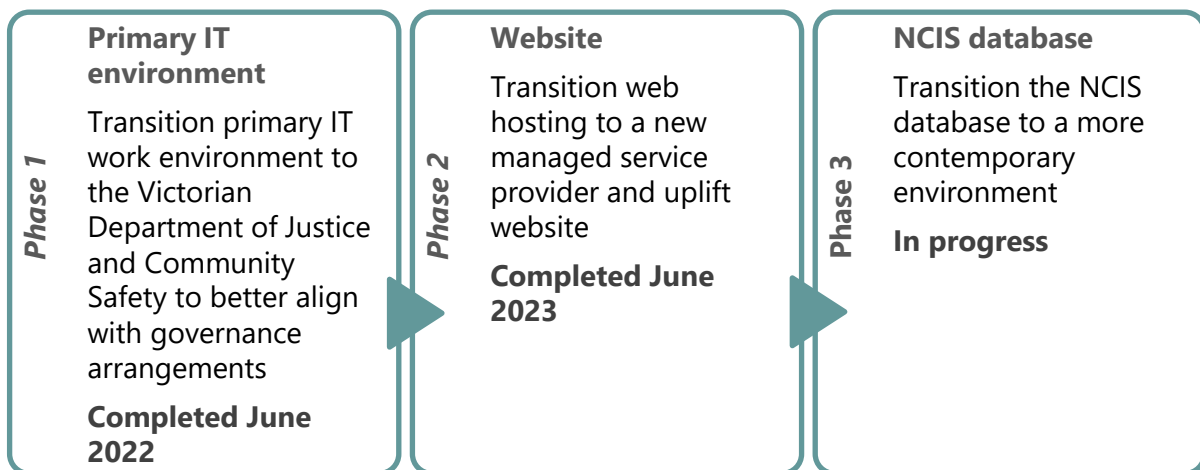 Phase 1
Primary IT
environment
Transition primary IT
work environment to
the Victorian
Department of Justice
and Community
Safety to better align
with governance
arrangements
Completed June
2022
Phase 2
Website
Transition web
hosting to a new
managed service
provider and uplift
website
Completed June
2023
Phase 3
NCIS database
Transition the NCIS
database to a more
contemporary
environment
In progress